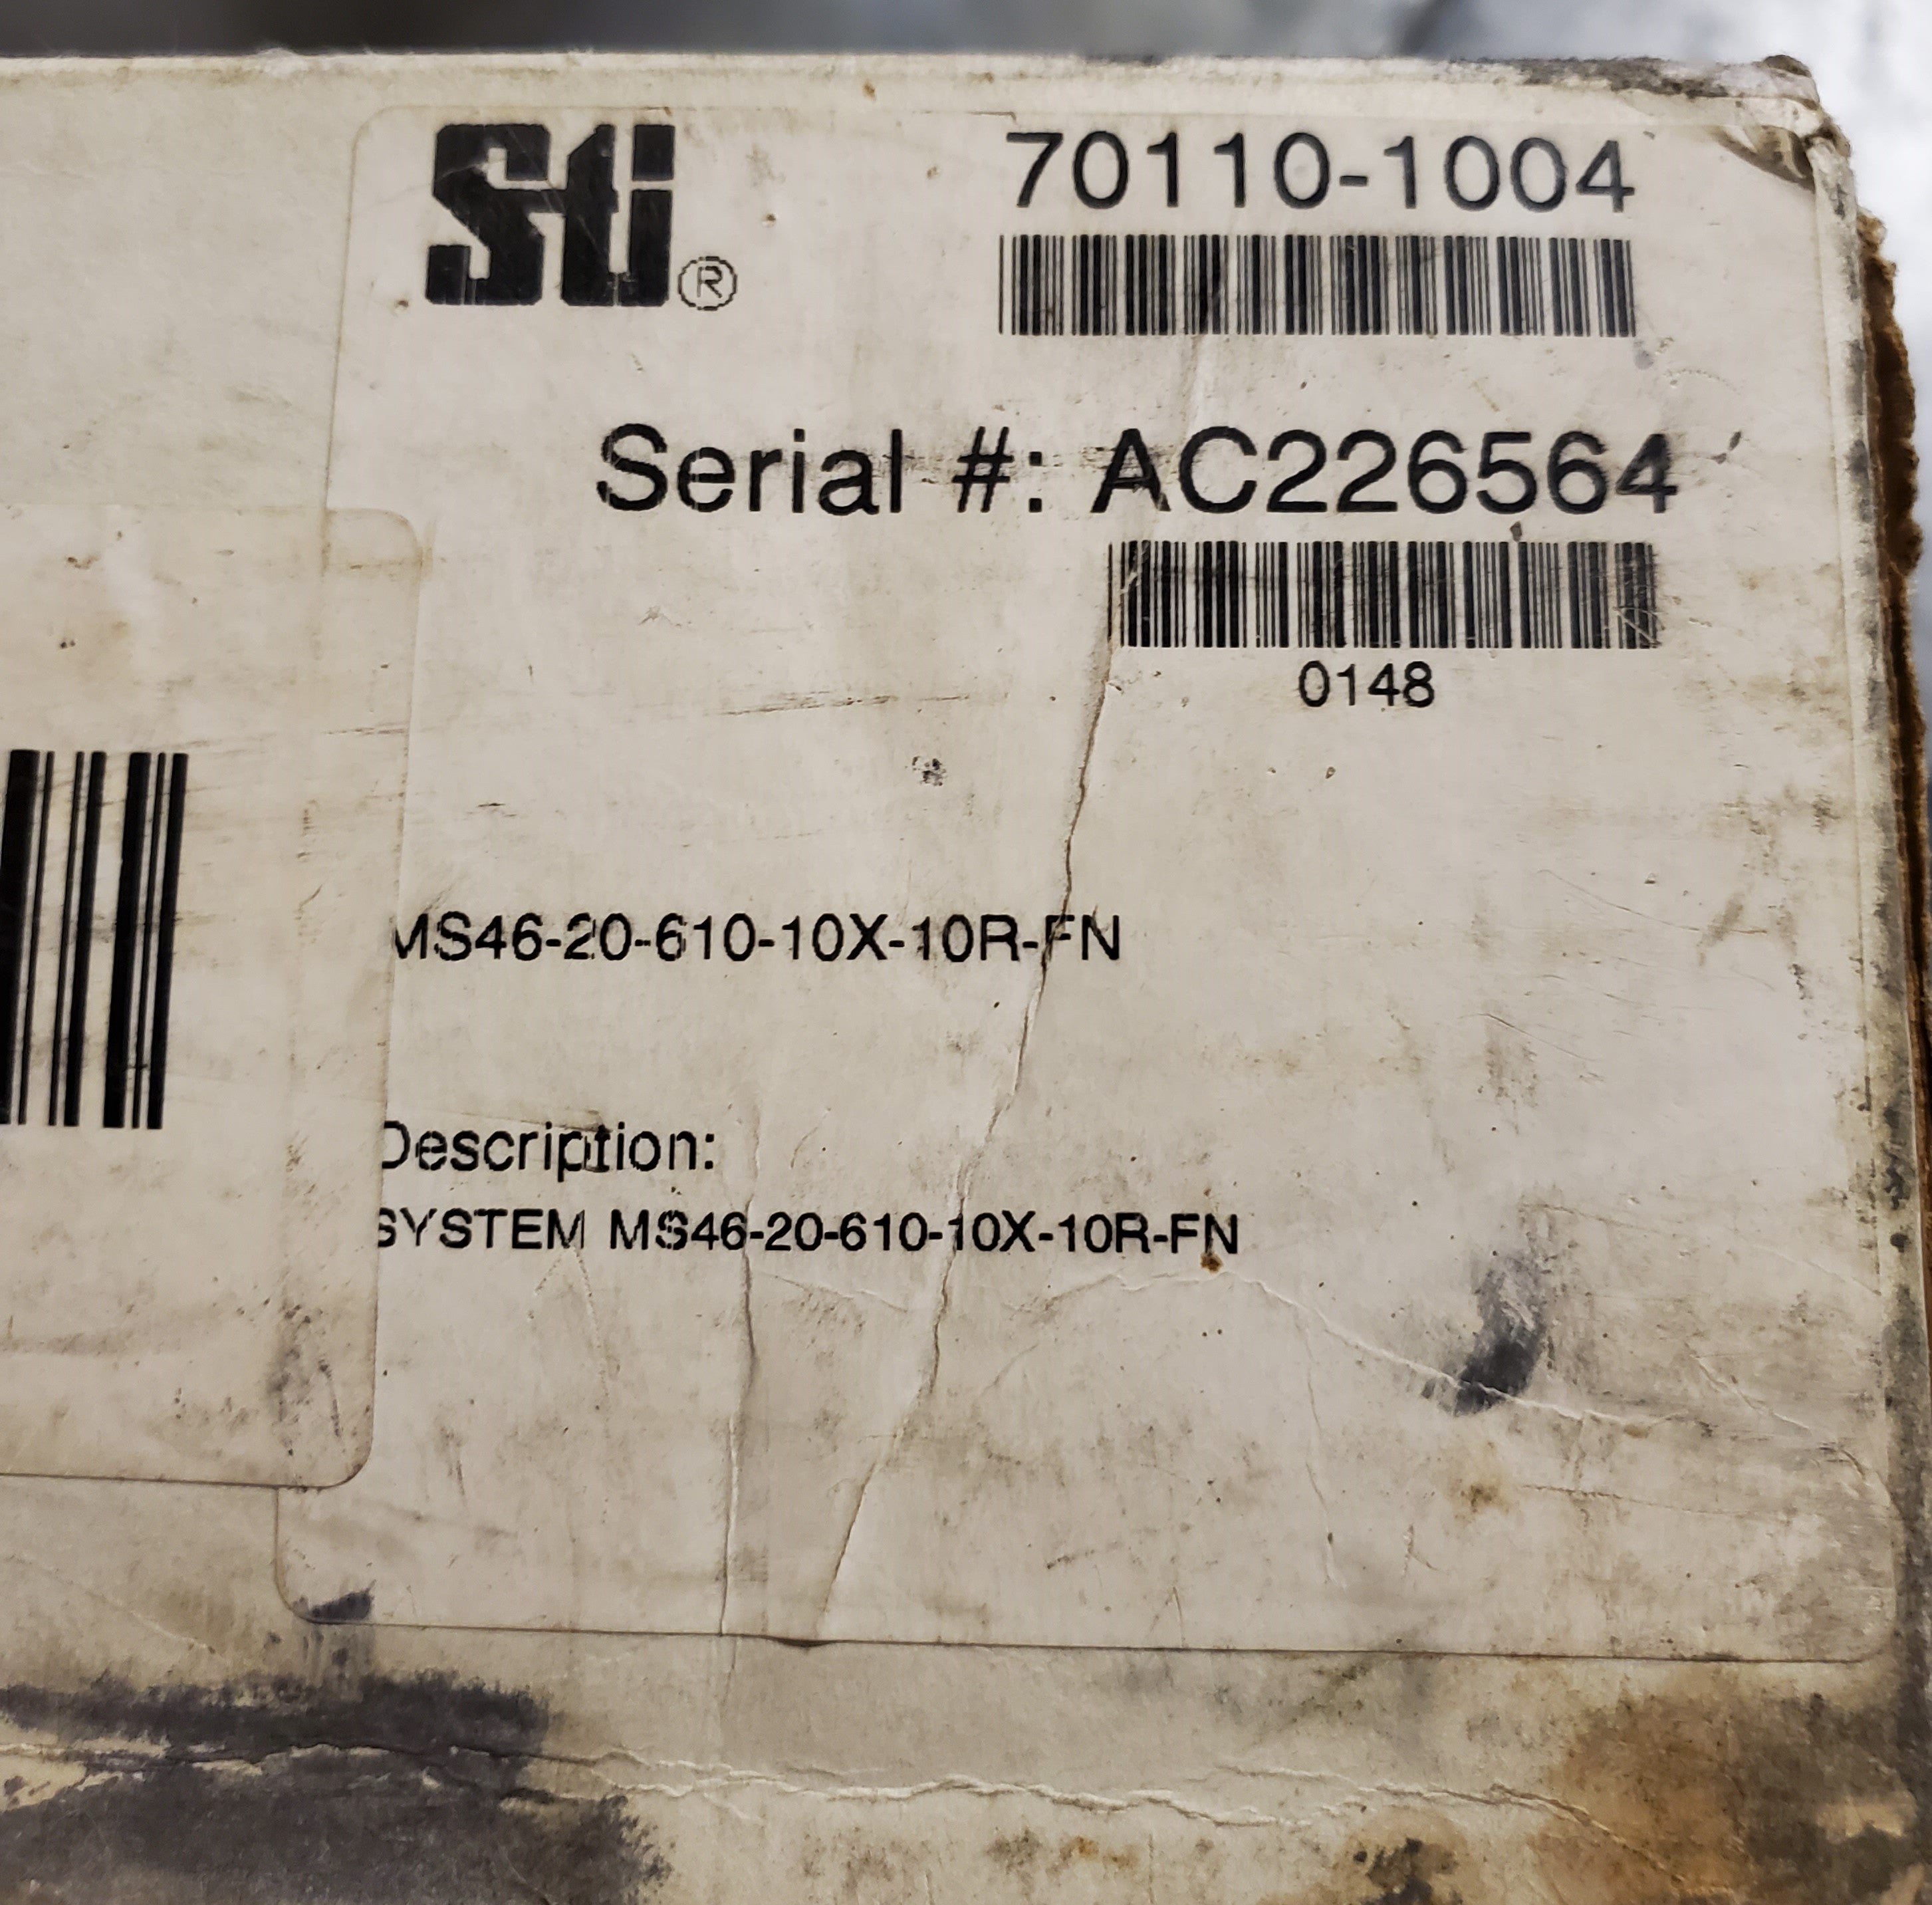 Sti®
70110-1004
Serial #: AC226564
0148
MS46-20-610-10X-10R-FN
Description:
SYSTEM MS46-20-610-10X-10R-FN